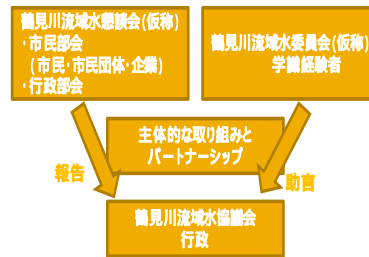 鶴見川流域水懇談会(仮称)
・市民部会
(市民・市民団体・企業)
・行政部会
鶴見川流域水委員会(仮称)
学識経験者
主体的な取り組みと
パートナーシップ
報告
助言
鶴見川流域水協議会
行政